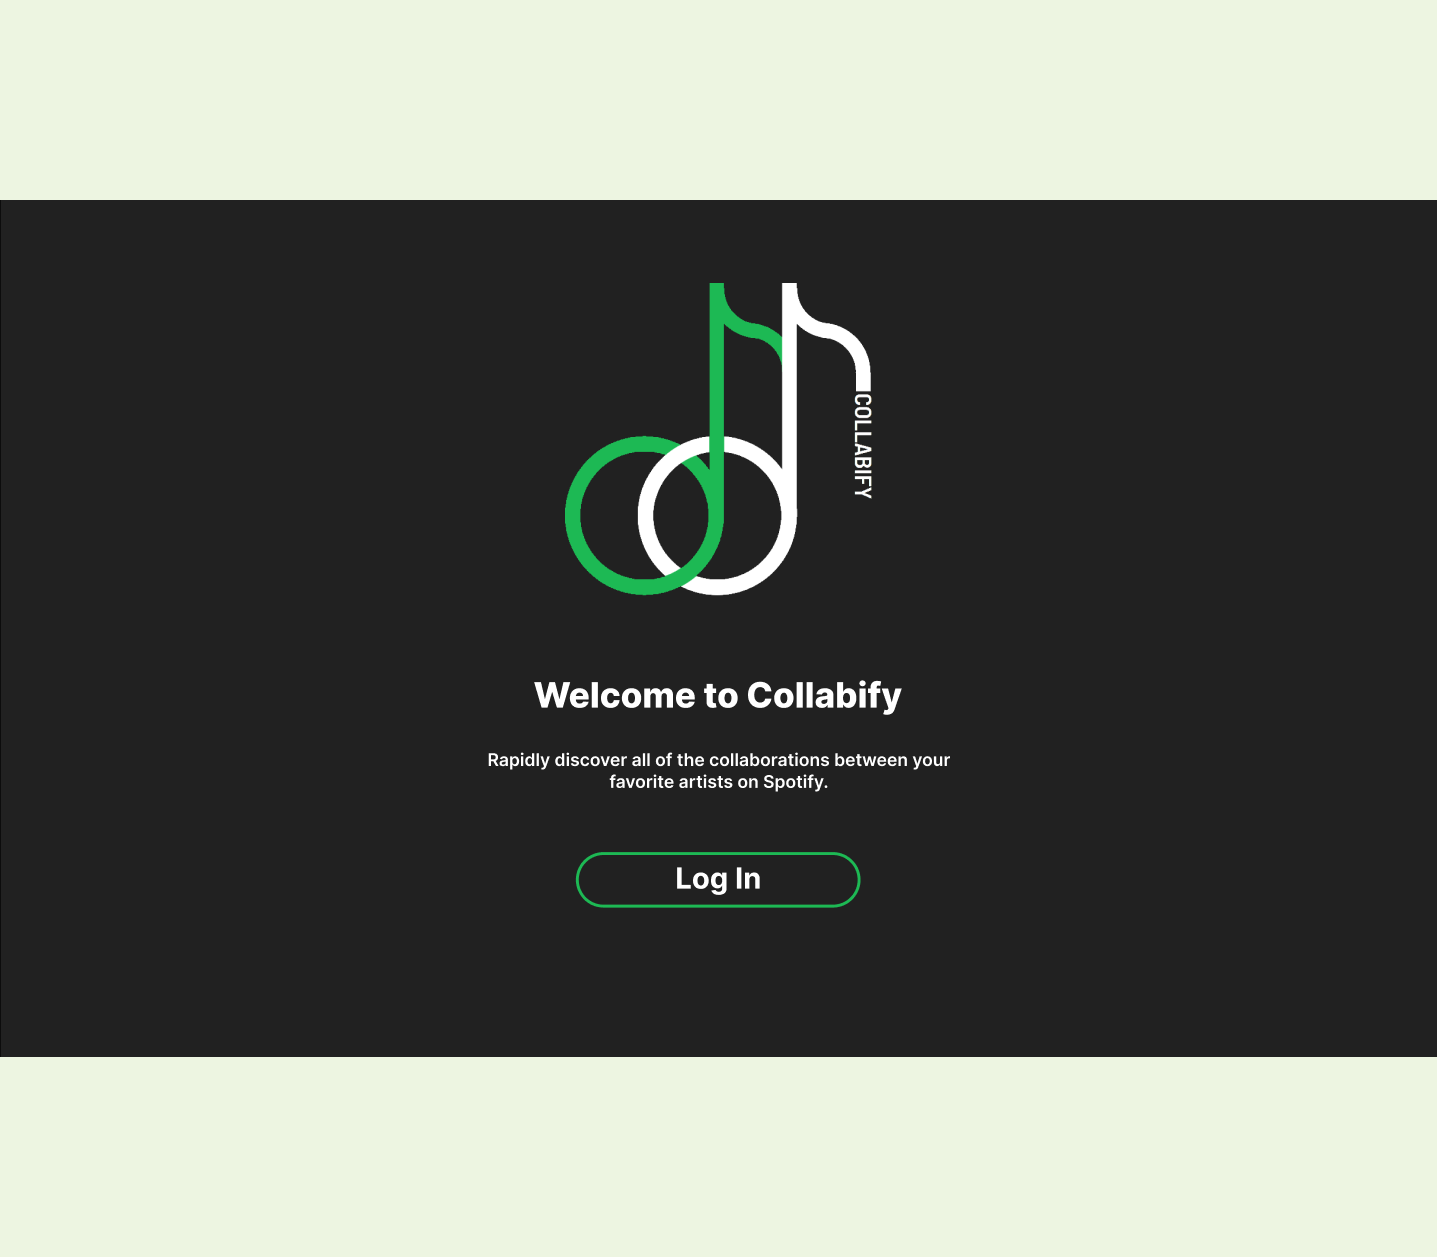 COLLABIFY
Welcome to Collabify
Rapidly discover all of the collaborations between your
favorite artists on Spotify.
Log In